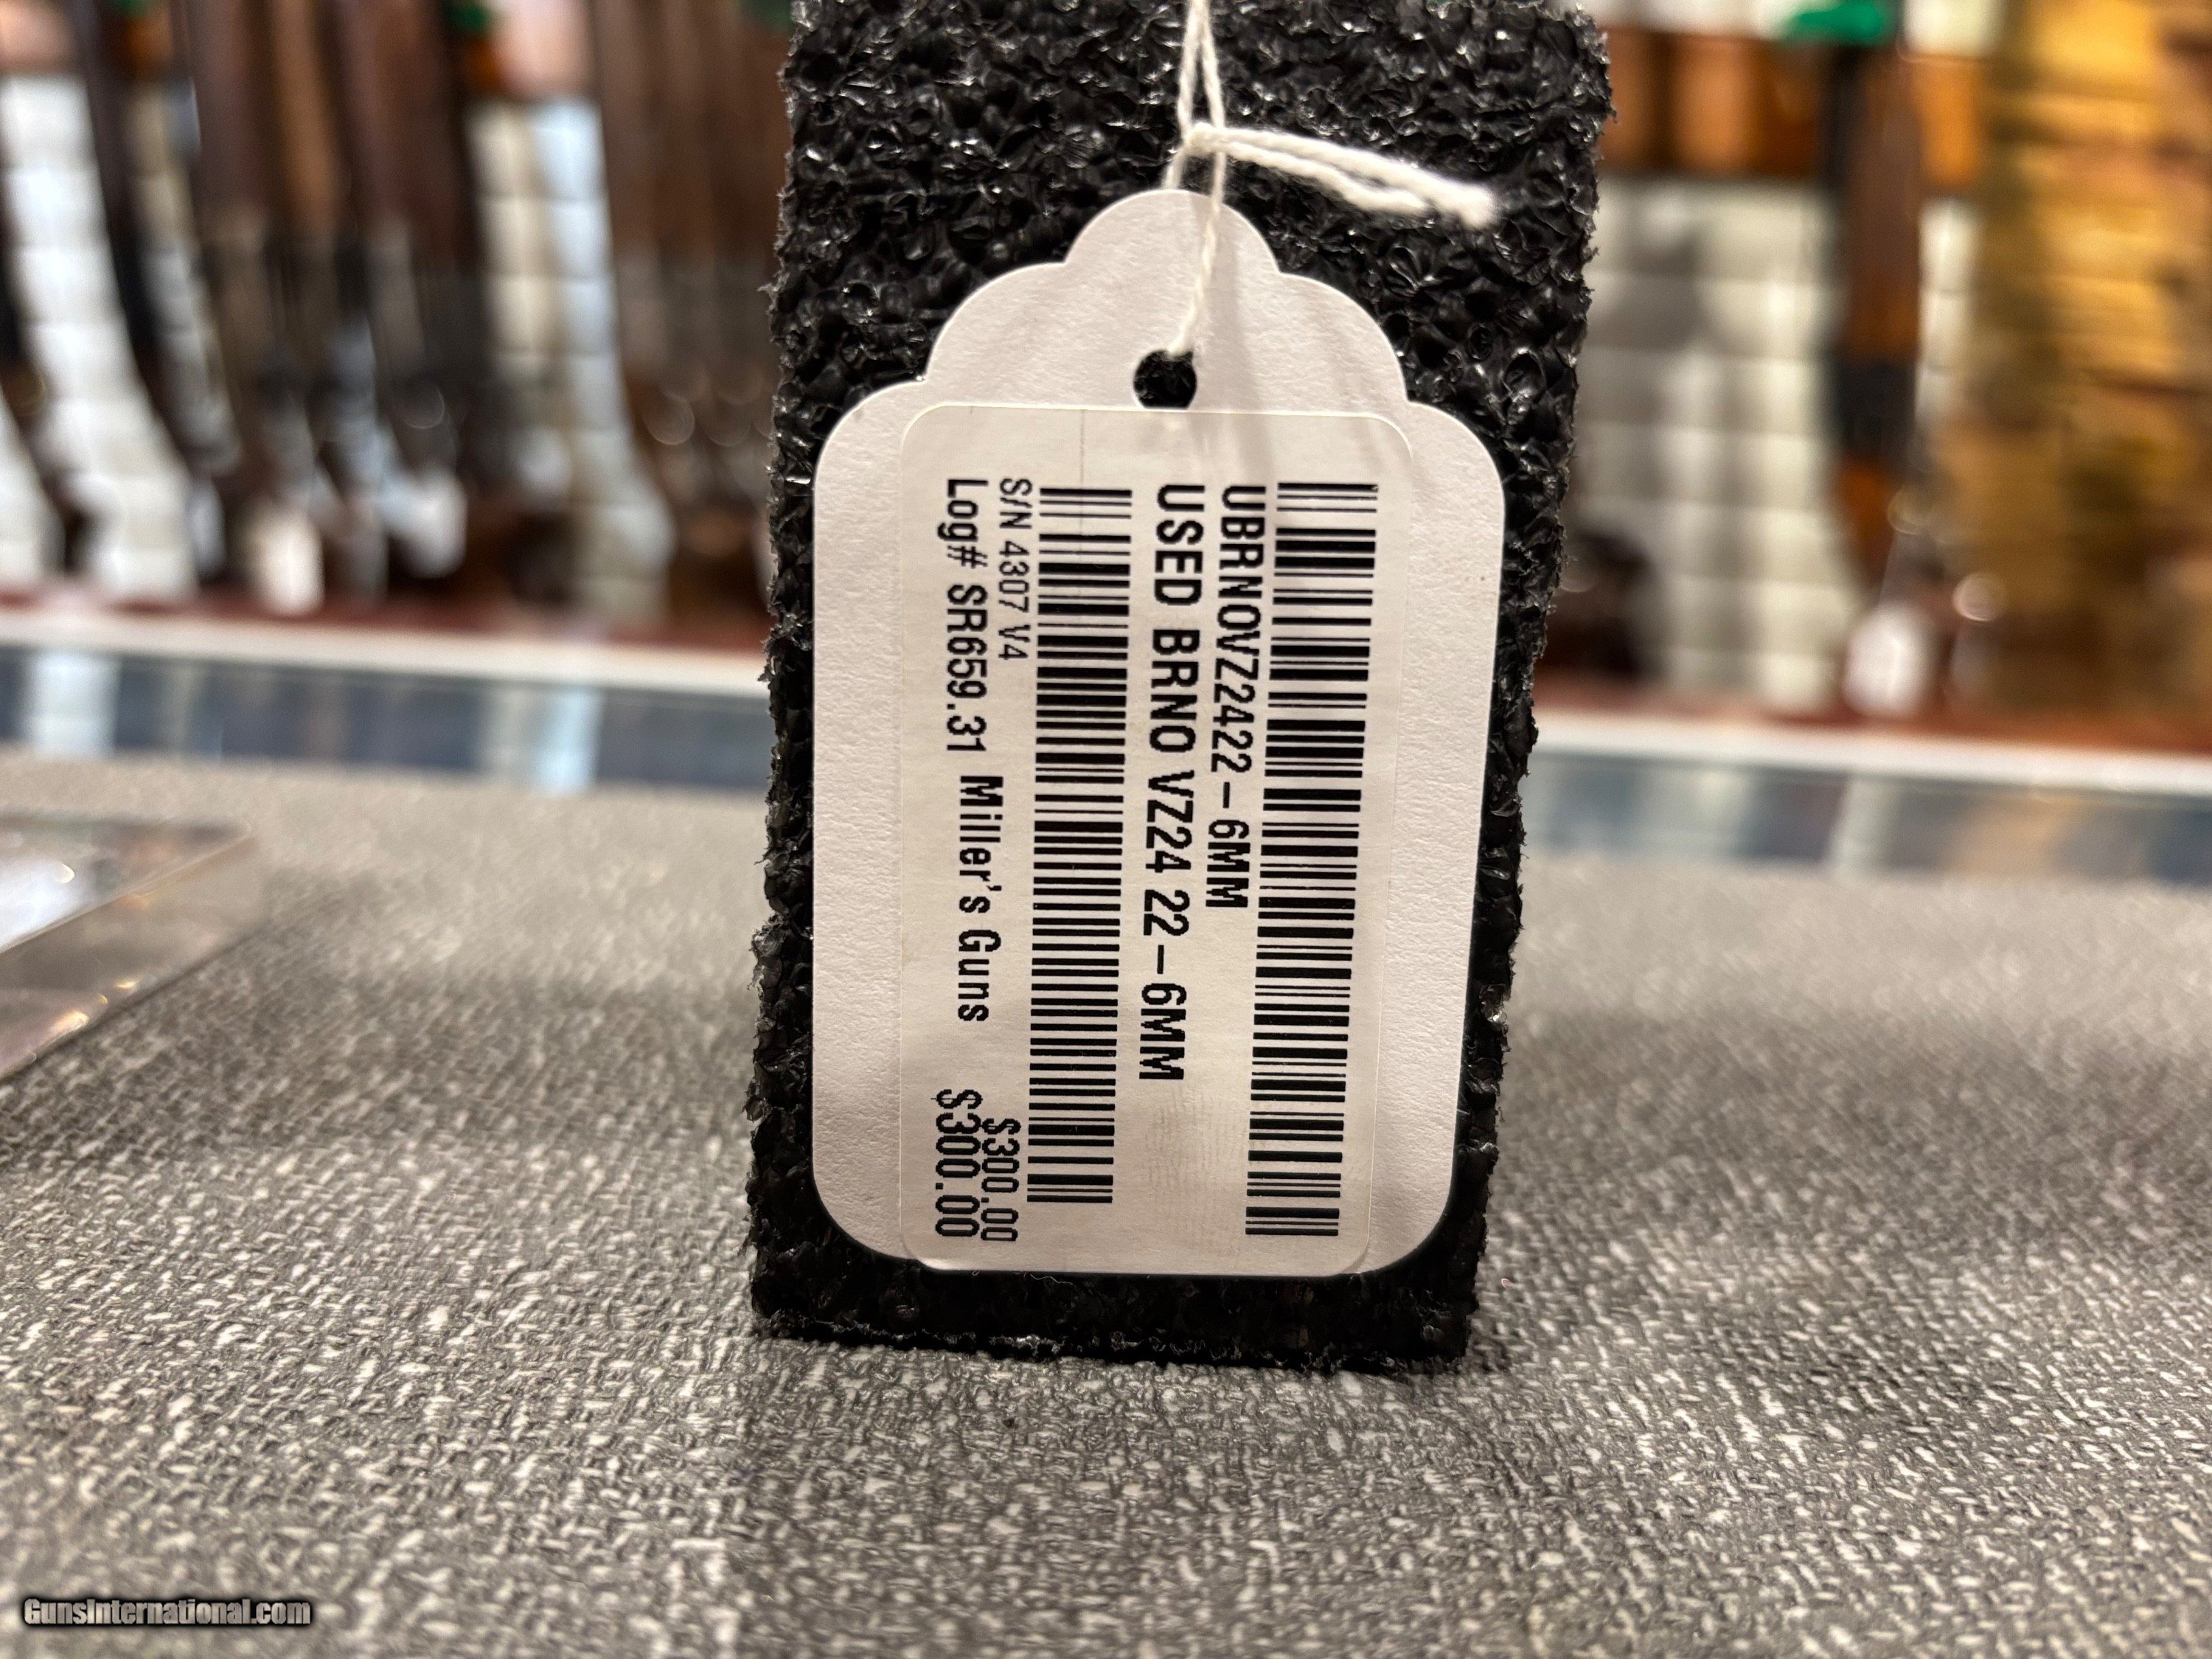 UBRNOVZ2422-6MM
USED BRNO VZ24 22-6MM
S/N 4307 V4 $300.00
Log# SR659.31 Miller's Guns $300.00
GunsInternational.com